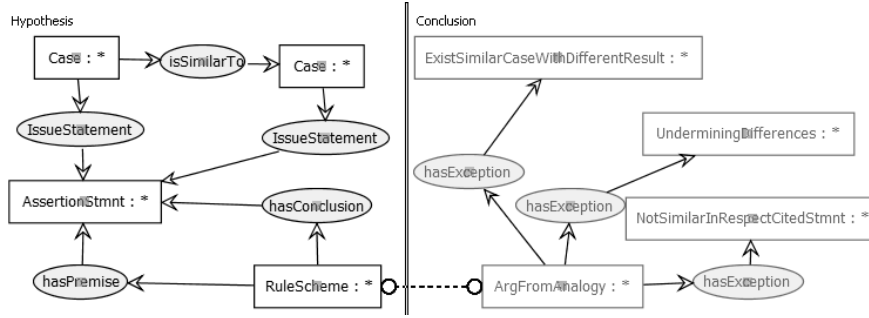 Hypothesis
Conclusion
Case : *
isSimilarTo
Case : *
ExistSimilarCaseWithDifferentResult : *
IssueStatement
IssueStatement
UnderminingDifferences : *
hasException
AssertionStmnt : *
hasConclusion
hasException
NotSimilarInRespectCitedStmnt : *
hasPremise
RuleScheme : *
ArgFromAnalogy : *
hasException